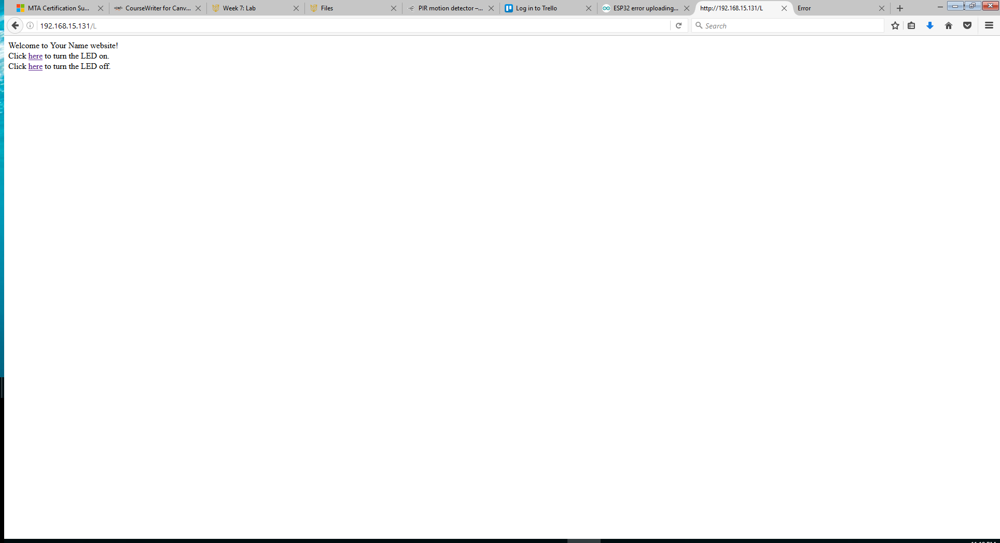 MTA Certification Su...
CourseWriter for Canv...
Week 7: Lab
Files
PIR motion detector –...
Log in to Trello
ESP32 error uploading...
http://192.168.15.131/L
Error
192.168.15.131/L
Search
Welcome to Your Name website!
Click here to turn the LED on.
Click here to turn the LED off.